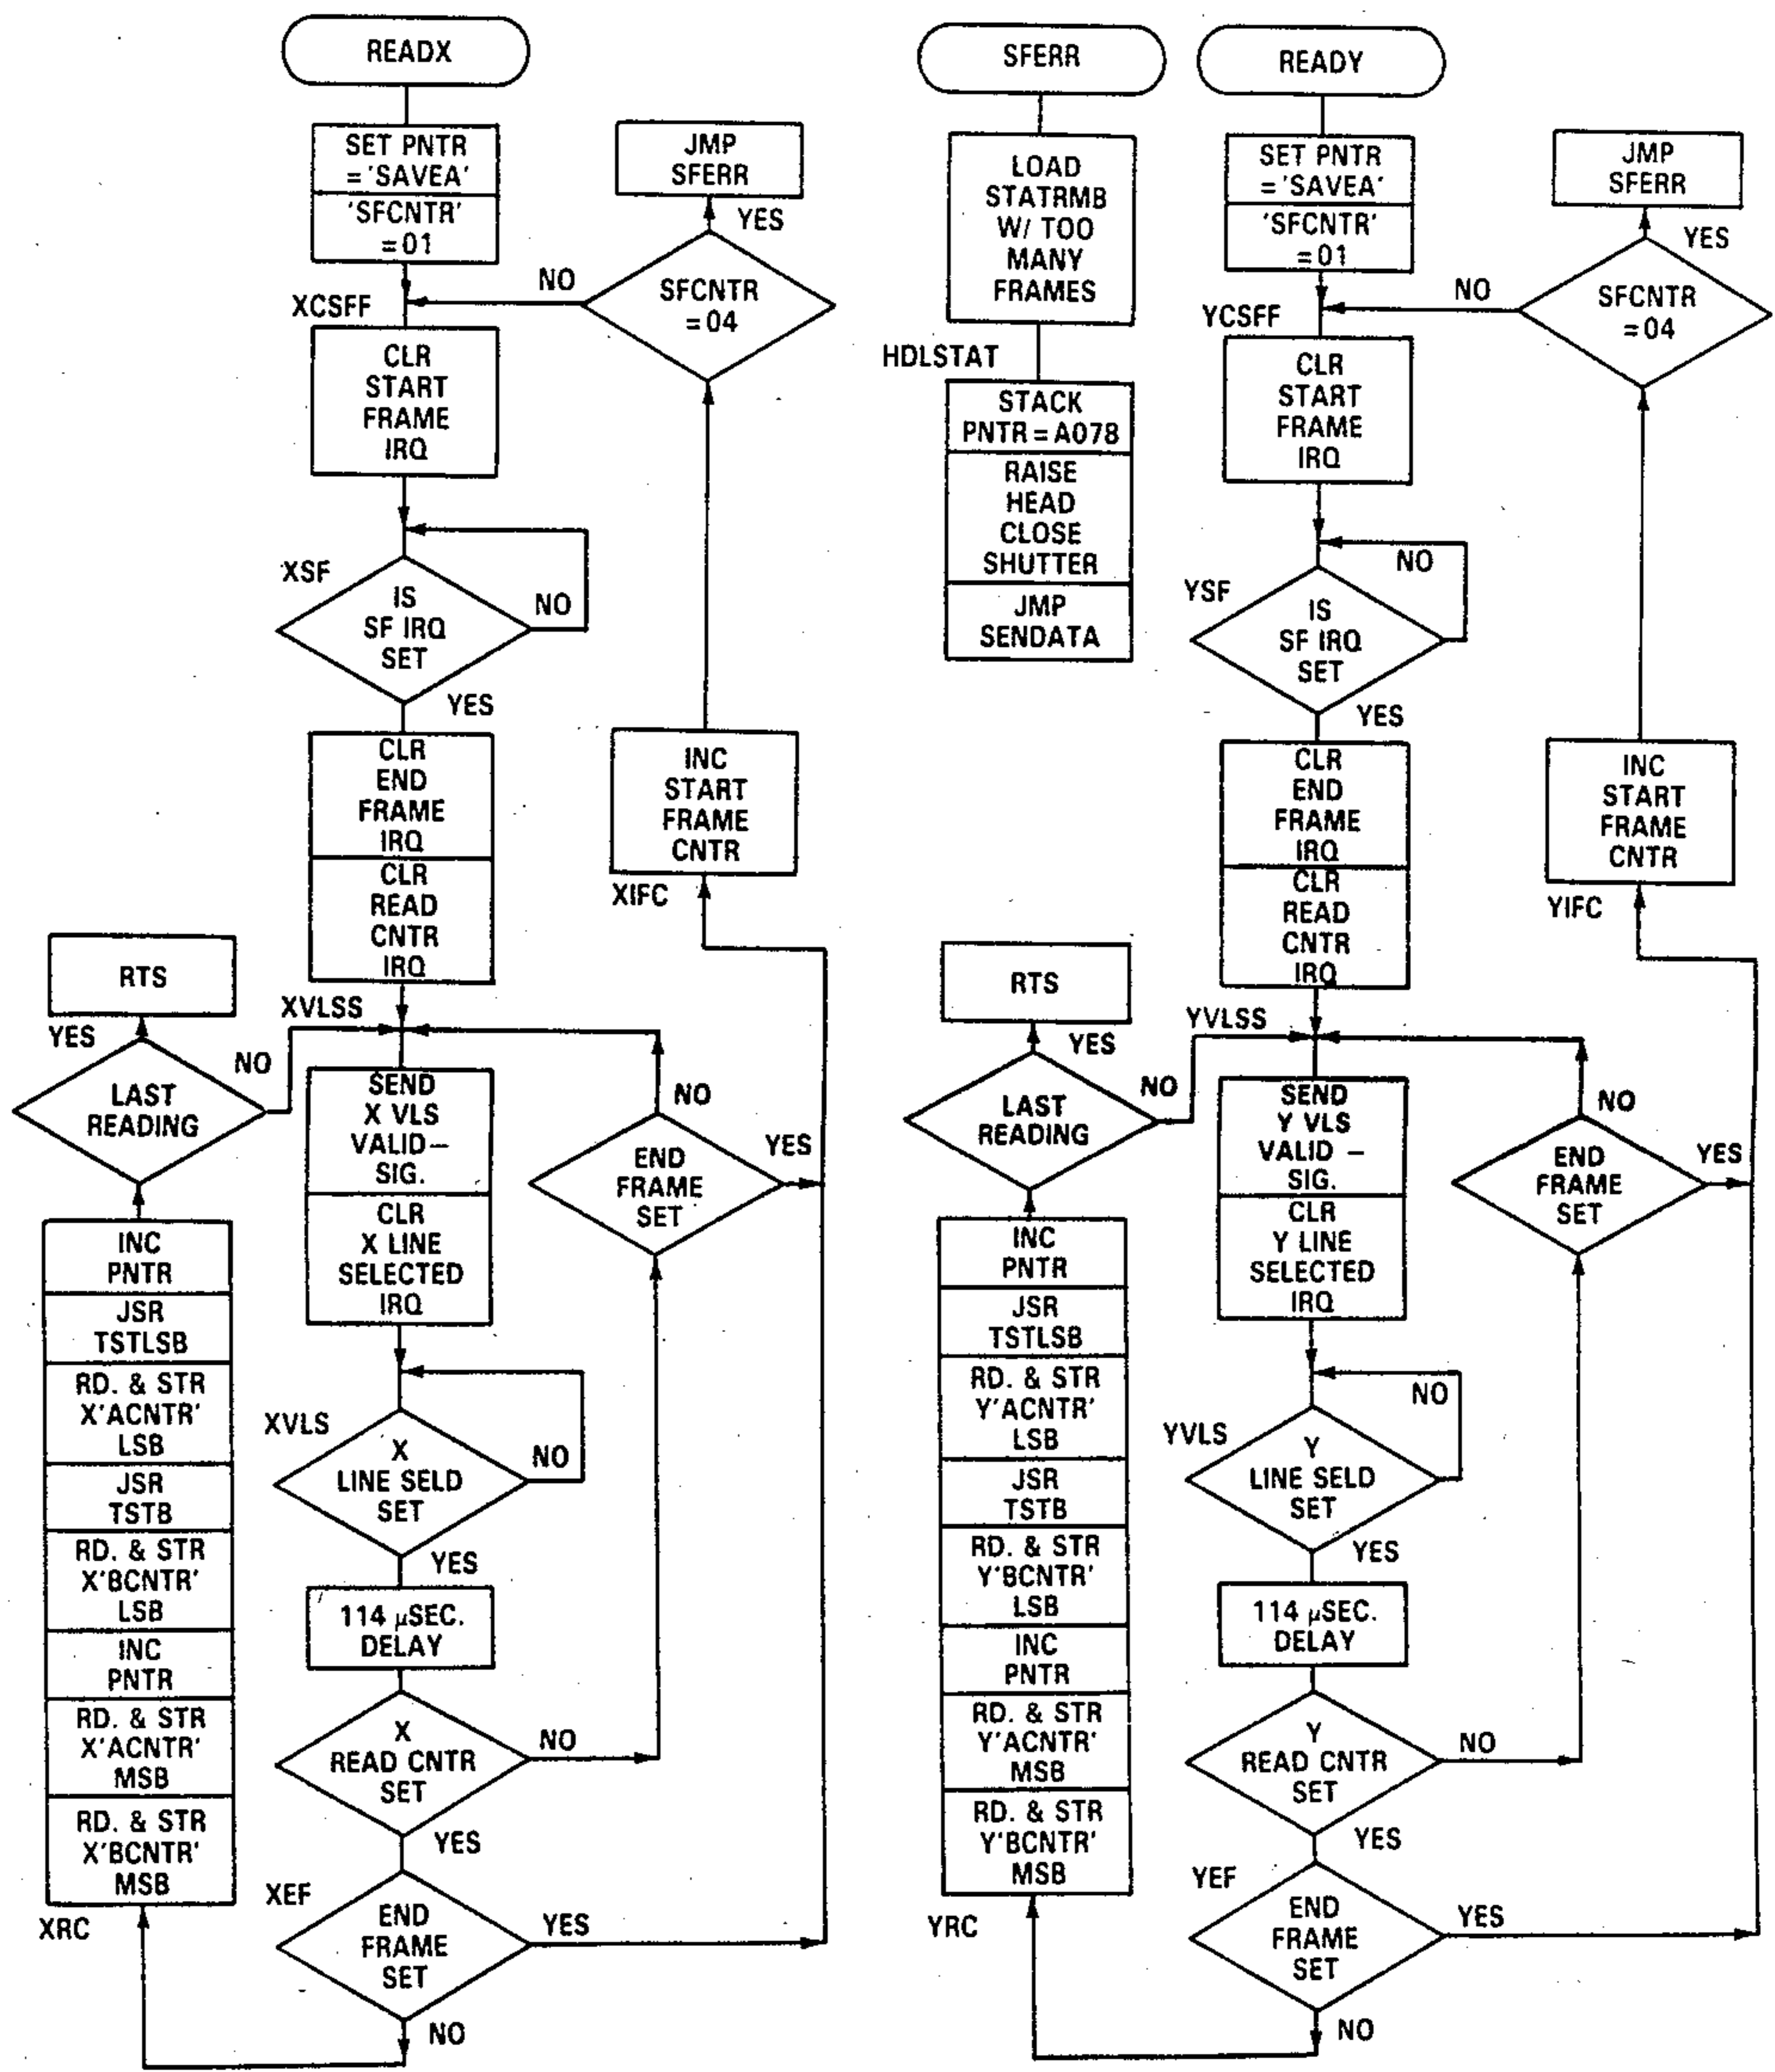 READX
SET PNTR
= 'SAVEA'
'SFCNTR'
= 01
JMP
SFERR
YES
SFCNTR
= 04
NO
XCSFF
CLR
START
FRAME
IRQ
XSF
IS
SF IRQ
SET
NO
YES
CLR
END
FRAME
IRQ
CLR
READ
CNTR
IRQ
INC
START
FRAME
CNTR
XIFC
RTS
YES
LAST
READING
NO
XVLSS
SEND
X VLS
VALID –
SIG.
CLR
X LINE
SELECTED
IRQ
NO
END
FRAME
SET
YES
INC
PNTR
JSR
TSTLSB
RD. & STR
X'ACNTR'
LSB
JSR
TSTB
RD. & STR
X'BCNTR'
LSB
INC
PNTR
RD. & STR
X'ACNTR'
MSB
RD. & STR
X'BCNTR'
MSB
XRC
XVLS
X
LINE SELD
SET
NO
YES
114 µSEC.
DELAY
X
READ CNTR
SET
NO
YES
XEF
END
FRAME
SET
YES
NO
SFERR
LOAD
STATRMB
W/ TOO
MANY
FRAMES
HDLSTAT
STACK
PNTR = A078
RAISE
HEAD
CLOSE
SHUTTER
JMP
SENDATA
READY
SET PNTR
= 'SAVEA'
'SFCNTR'
= 01
JMP
SFERR
YES
SFCNTR
= 04
NO
YCSFF
CLR
START
FRAME
IRQ
NO
YSF
IS
SF IRQ
SET
YES
CLR
END
FRAME
IRQ
CLR
READ
CNTR
IRQ
INC
START
FRAME
CNTR
YIFC
RTS
YES
LAST
READING
NO
YVLSS
SEND
Y VLS
VALID –
SIG.
CLR
Y LINE
SELECTED
IRQ
NO
END
FRAME
SET
YES
INC
PNTR
JSR
TSTLSB
RD. & STR
Y'ACNTR'
LSB
JSR
TSTB
RD. & STR
Y'BCNTR'
LSB
INC
PNTR
RD. & STR
Y'ACNTR'
MSB
RD. & STR
Y'BCNTR'
MSB
YRC
NO
YVLS
Y
LINE SELD
SET
YES
114 µSEC.
DELAY
Y
READ CNTR
SET
NO
YES
YEF
END
FRAME
SET
YES
NO